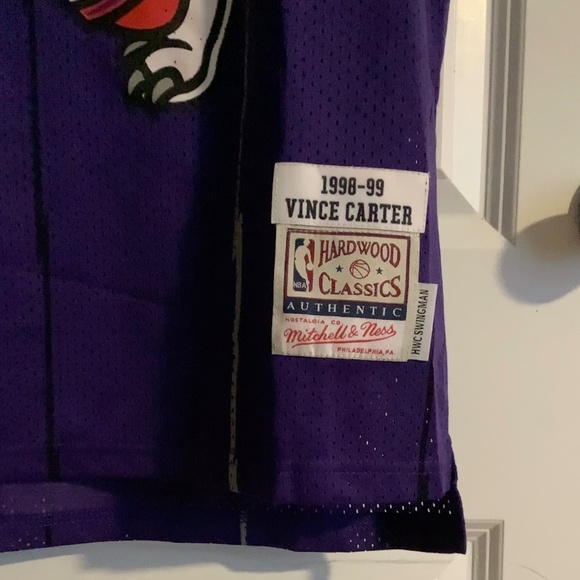 1998-99
VINCE CARTER
HARDWOOD
CLASSICS
NBA
AUTHENTIC
NOSTALGIA CO.
Mitchell & Ness
PHILADELPHIA, PA.
HWC SWINGMAN